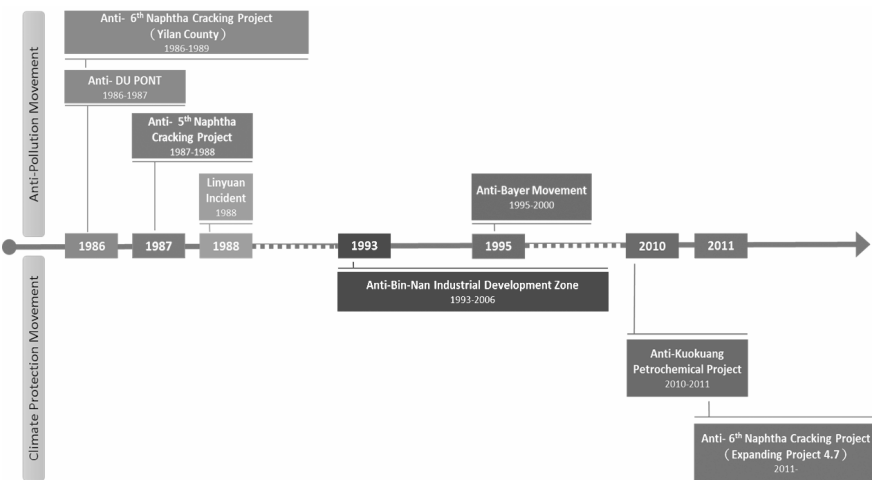 Anti-Pollution Movement
Anti- 6th Naphtha Cracking Project
( Yilan County )
1986-1989
Anti- DU PONT
1986-1987
Anti- 5th Naphtha
Cracking Project
1987-1988
Linyuan
Incident
1988
Anti-Bayer Movement
1995-2000
1986
1987
1988
1993
1995
2010
2011
Climate Protection Movement
Anti-Bin-Nan Industrial Development Zone
1993-2006
Anti-Kuokuang
Petrochemical Project
2010-2011
Anti- 6th Naphtha Cracking Project
( Expanding Project 4.7 )
2011-